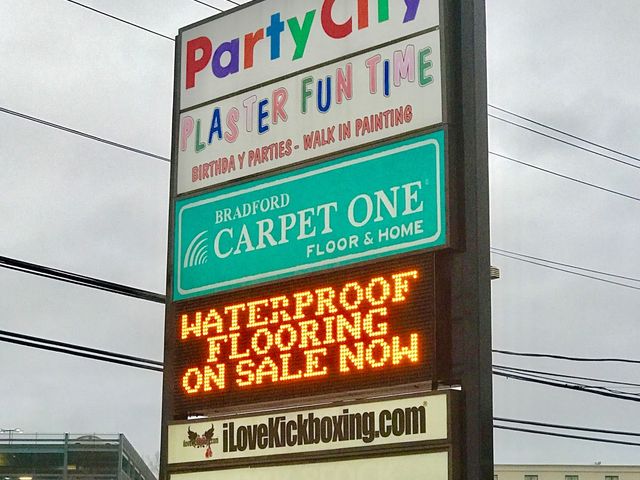 PartyCity
PLASTER FUN TIME
BIRTHDAY PARTIES - WALK IN PAINTING
BRADFORD
CARPET ONE
FLOOR & HOME
WATERPROOF
FLOORING
ON SALE NOW
iLoveKickboxing.com